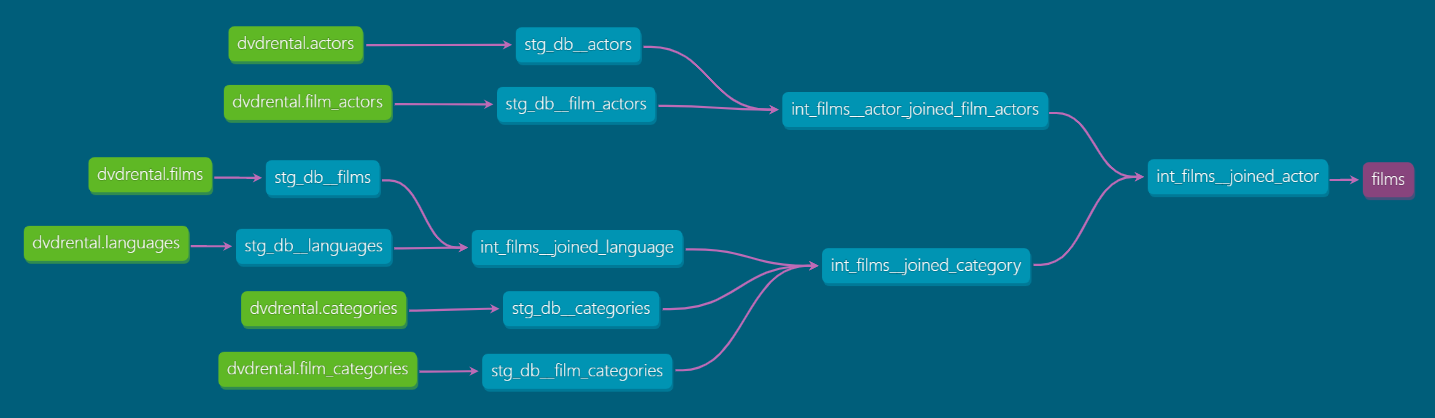 dvdrental.actors
stg_db__actors
dvdrental.film_actors
stg_db__film_actors
int_films__actor_joined_film_actors
dvdrental.films
stg_db__films
int_films__joined_actor
films
dvdrental.languages
stg_db__languages
int_films__joined_language
int_films__joined_category
dvdrental.categories
stg_db__categories
dvdrental.film_categories
stg_db__film_categories